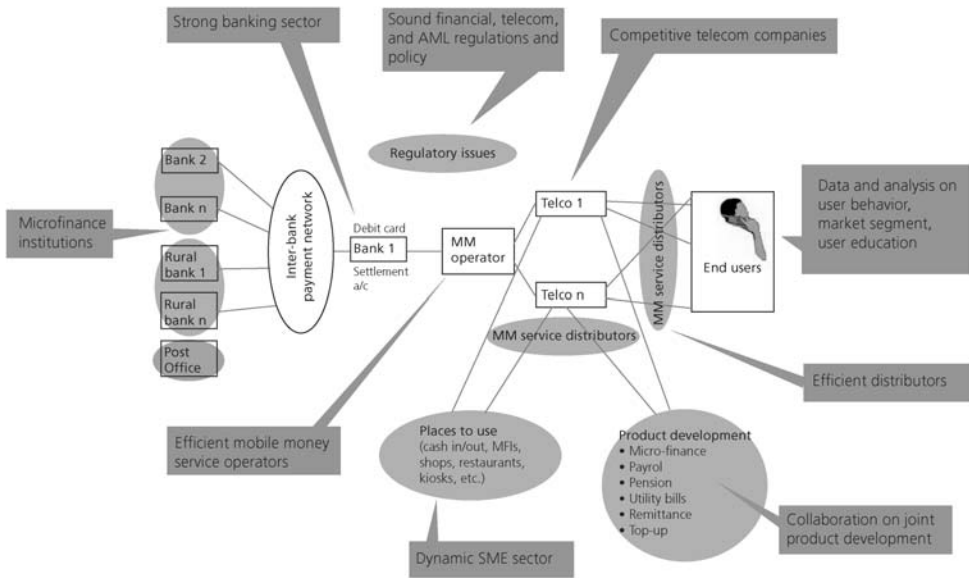 Strong banking sector
Sound financial, telecom,
and AML regulations and
policy
Competitive telecom companies
Regulatory issues
Bank 2
Bank n
Rural
bank 1
Rural
bank n
Post
Office
Microfinance
institutions
Inter-bank
payment network
Debit card
Bank 1
Settlement
a/c
MM
operator
Telco 1
Telco n
MM service distributors
MM service distributors
End users
Data and analysis on
user behavior,
market segment,
user education
Efficient distributors
Efficient mobile money
service operators
Places to use
(cash in/out, MFIs,
shops, restaurants,
kiosks, etc.)
Product development
• Micro-finance
• Payrol
• Pension
• Utility bills
• Remittance
• Top-up
Dynamic SME sector
Collaboration on joint
product development